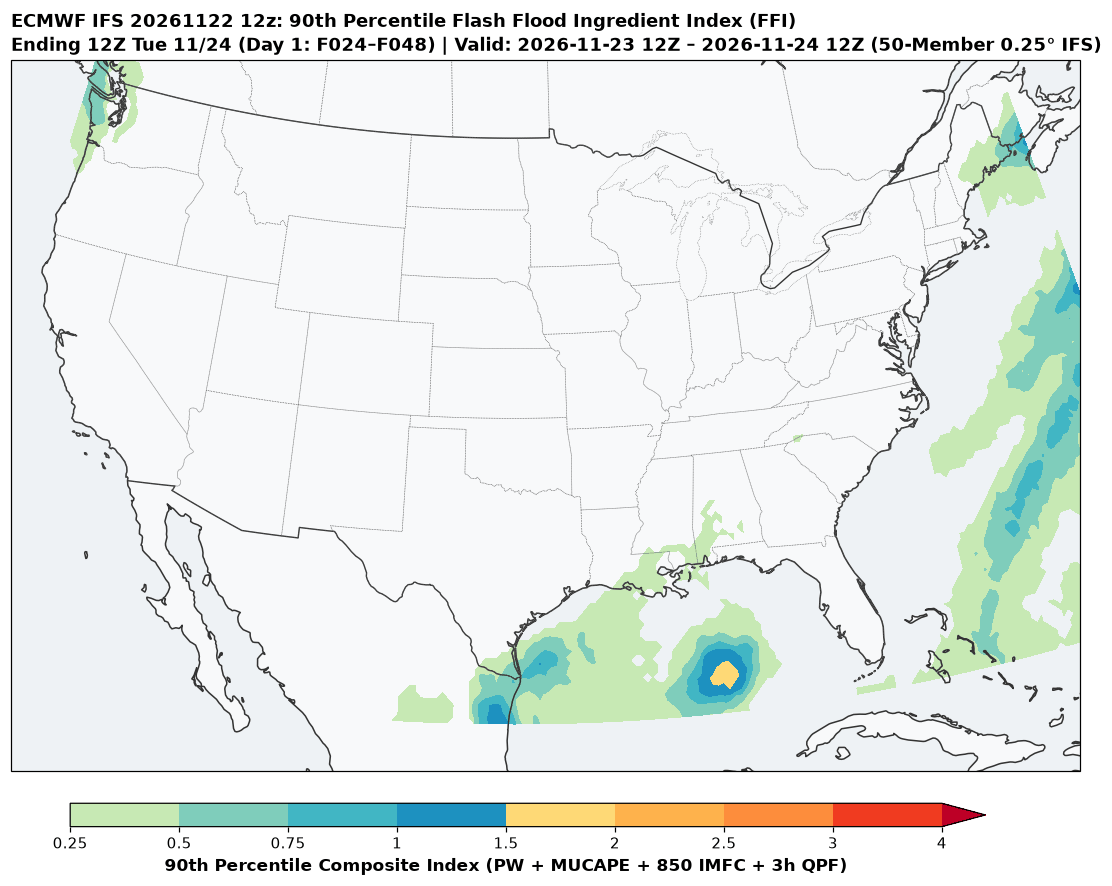 ECMWF IFS 20261122 12z: 90th Percentile Flash Flood Ingredient Index (FFI)
Ending 12Z Tue 11/24 (Day 1: F024–F048) | Valid: 2026-11-23 12Z – 2026-11-24 12Z (50-Member 0.25° IFS)
0.25 0.5 0.75 1 1.5 2 2.5 3 4
90th Percentile Composite Index (PW + MUCAPE + 850 IMFC + 3h QPF)